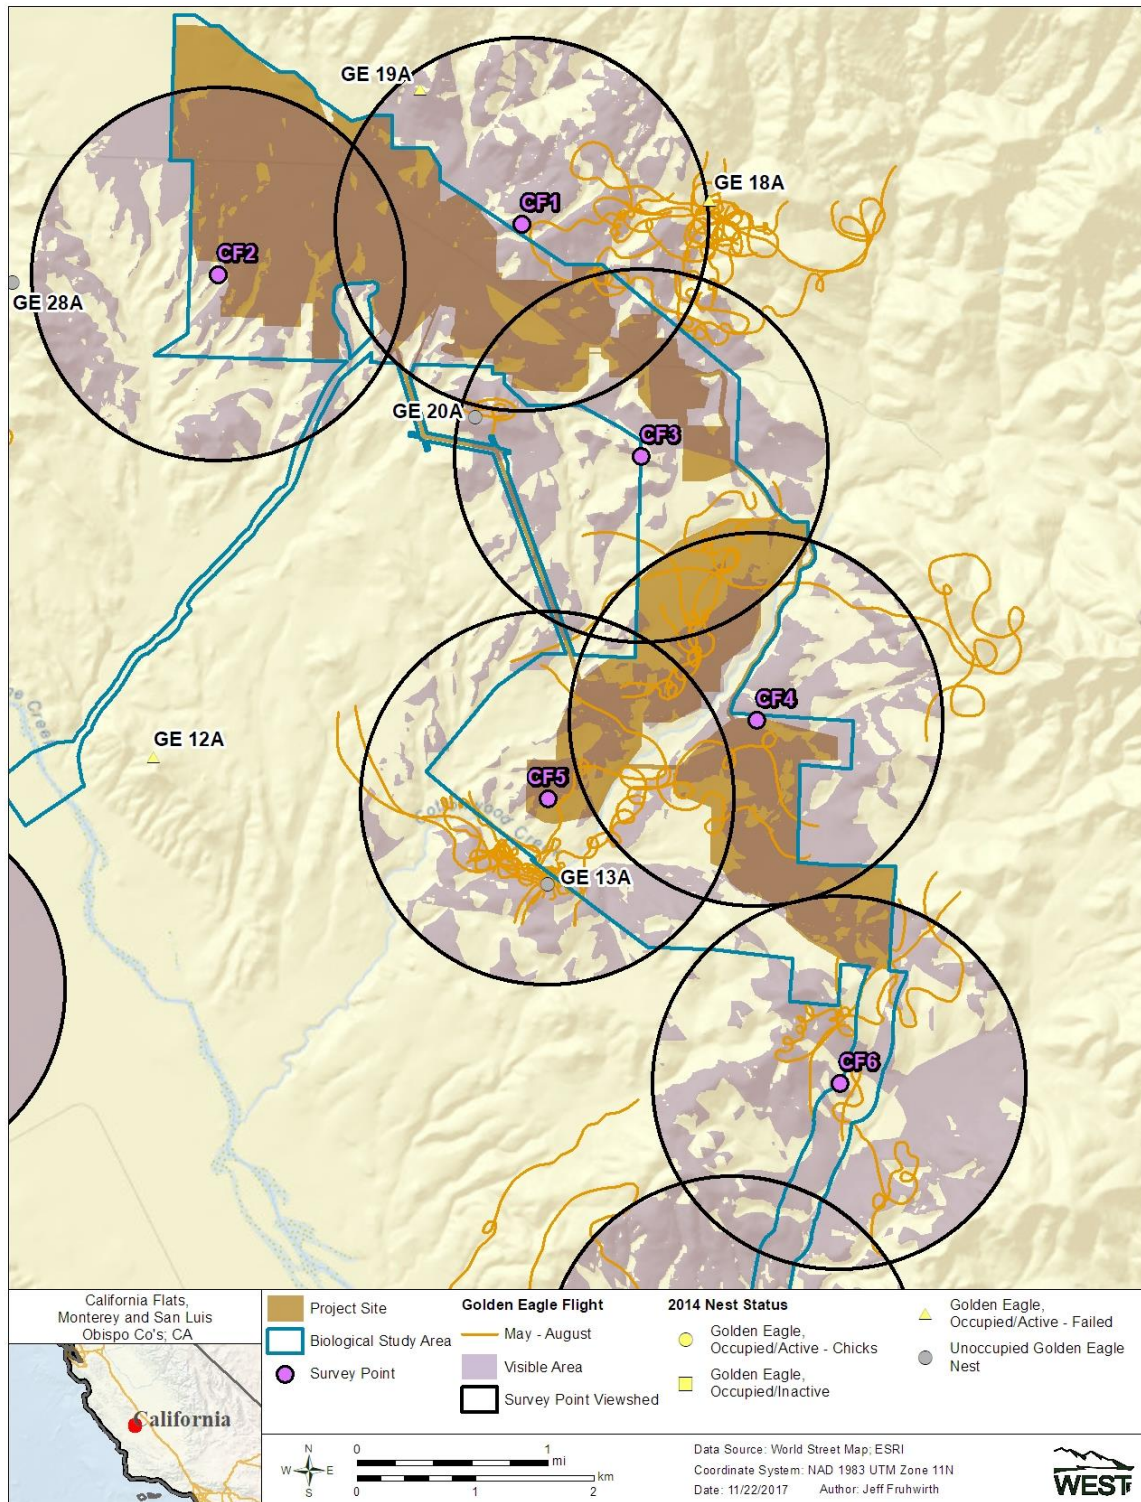 GE 19A
GE 18A
CF1
CF2
GE 28A
GE 20A
CF3
CF4
GE 12A
CF5
Cottonwood Creek
GE 13A
CF6
California Flats,
Monterey and San Luis
Obispo Co's; CA
California
Project Site
Biological Study Area
Survey Point
Golden Eagle Flight
May - August
Visible Area
Survey Point Viewshed
2014 Nest Status
Golden Eagle,
Occupied/Active - Chicks
Golden Eagle,
Occupied/Inactive
Golden Eagle,
Occupied/Active - Failed
Unoccupied Golden Eagle
Nest
N
W
E
S
0
1
mi
km
0
1
2
Data Source: World Street Map; ESRI
Coordinate System: NAD 1983 UTM Zone 11N
Date: 11/22/2017 Author: Jeff Fruhwirth
WEST